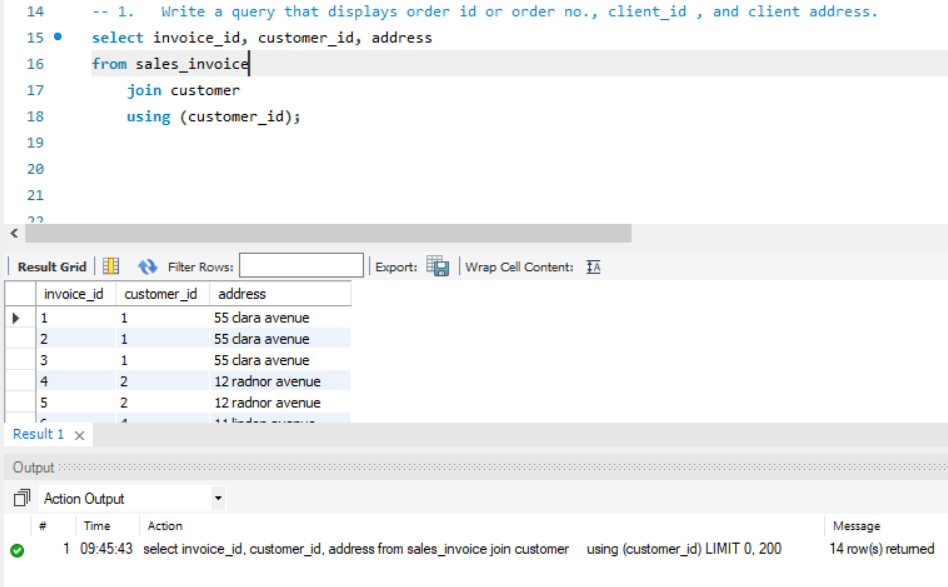 14 -- 1. Write a query that displays order id or order no., client_id , and client address.
15 select invoice_id, customer_id, address
16 from sales_invoice
17 join customer
18 using (customer_id);
19
20
21
22
Result Grid Filter Rows: Export: Wrap Cell Content: IA
invoice_id customer_id address
1 1 55 clara avenue
2 1 55 clara avenue
3 1 55 clara avenue
4 2 12 radnor avenue
5 2 12 radnor avenue
Result 1
Output
Action Output
# Time Action Message
1 09:45:43 select invoice_id, customer_id, address from sales_invoice join customer using (customer_id) LIMIT 0, 200 14 row(s) returned